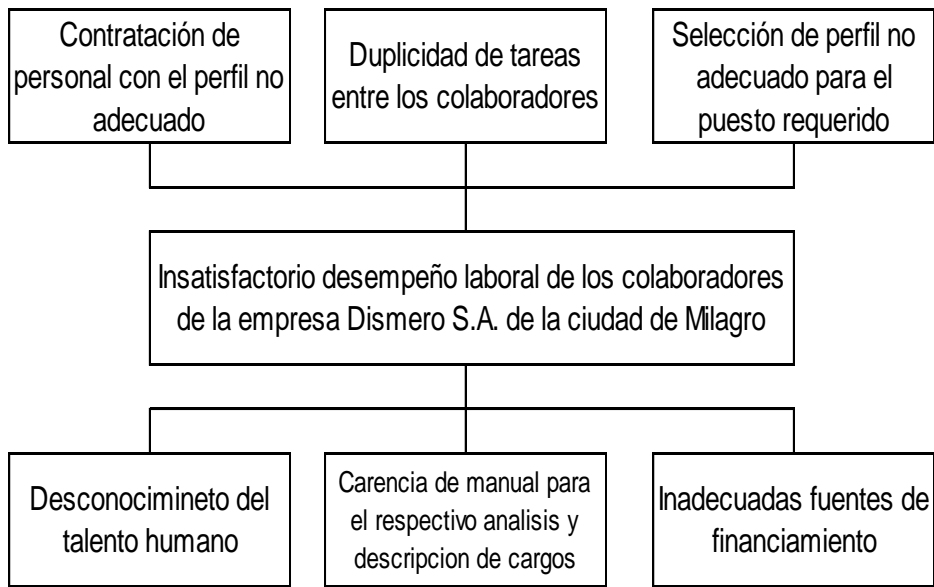 Contratación de
personal con el perfil no
adecuado
Duplicidad de tareas
entre los colaboradores
Selección de perfil no
adecuado para el
puesto requerido
Insatisfactorio desempeño laboral de los colaboradores
de la empresa Dismero S.A. de la ciudad de Milagro
Desconocimineto del
talento humano
Carencia de manual para
el respectivo analisis y
descripcion de cargos
Inadecuadas fuentes de
financiamiento